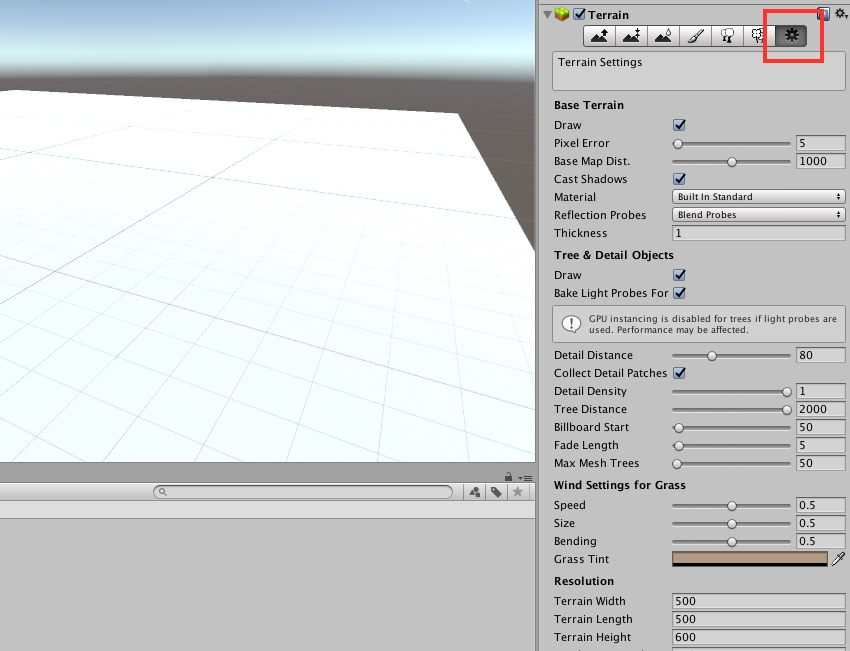 Terrain
Terrain Settings
Base Terrain
Draw
Pixel Error 5
Base Map Dist. 1000
Cast Shadows
Material Built In Standard
Reflection Probes Blend Probes
Thickness 1
Tree & Detail Objects
Draw
Bake Light Probes For
GPU instancing is disabled for trees if light probes are
used. Performance may be affected.
Detail Distance 80
Collect Detail Patches
Detail Density 1
Tree Distance 2000
Billboard Start 50
Fade Length 5
Max Mesh Trees 50
Wind Settings for Grass
Speed 0.5
Size 0.5
Bending 0.5
Grass Tint
Resolution
Terrain Width 500
Terrain Length 500
Terrain Height 600